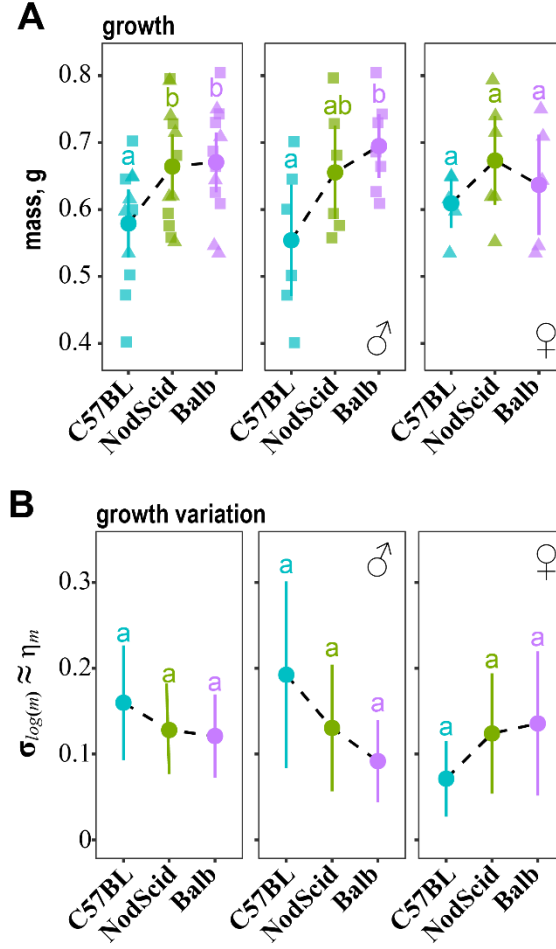 A
growth
mass, g
0.8
0.7
0.6
0.5
0.4
a
b
b
a
ab
b
a
a
a
♂
♀
C57BL
NodScid
Balb
C57BL
NodScid
Balb
C57BL
NodScid
Balb
B
growth variation
σlog(m) ≈ ηm
0.3
0.2
0.1
0
a
a
a
a
a
a
a
a
a
♂
♀
C57BL
NodScid
Balb
C57BL
NodScid
Balb
C57BL
NodScid
Balb